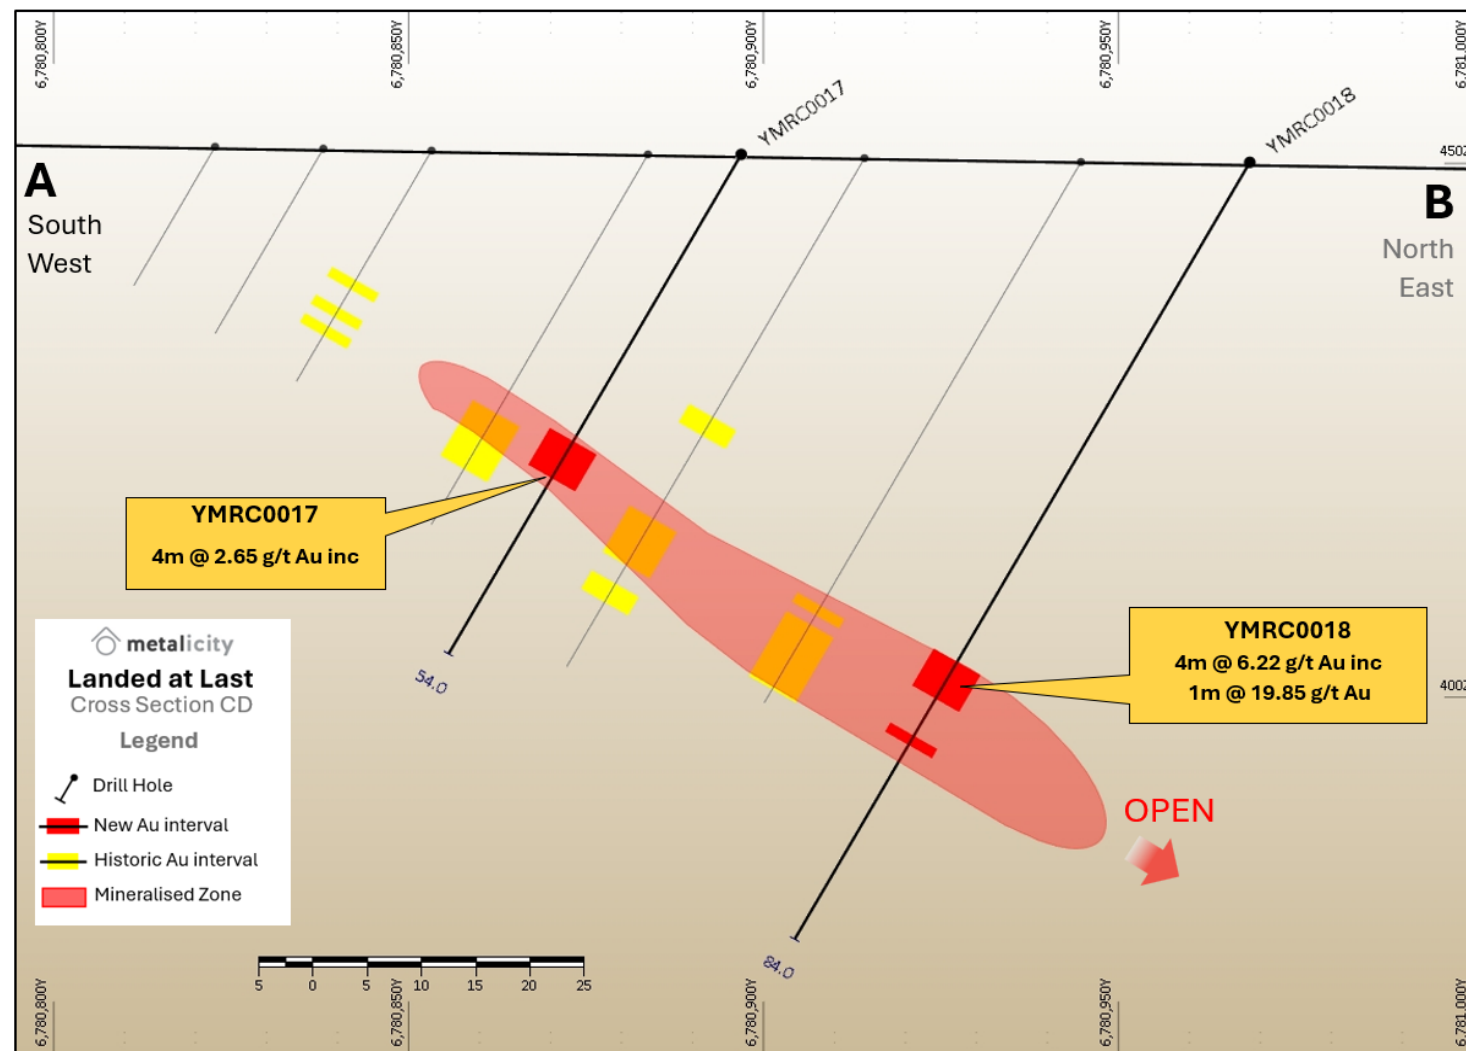 6,780,800Y
6,780,850Y
6,780,900Y
6,780,950Y
6,781,000Y
YMRC0017
YMRC0018
450Z
A
South
West
B
North
East
YMRC0017
4m @ 2.65 g/t Au inc
YMRC0018
4m @ 6.22 g/t Au inc
1m @ 19.85 g/t Au
54.0
400Z
metalicity
Landed at Last
Cross Section CD
Legend
Drill Hole
New Au interval
Historic Au interval
Mineralised Zone
OPEN
84.0
5 0 5 10 15 20 25
6,780,800Y
6,780,850Y
6,780,900Y
6,780,950Y
6,781,000Y